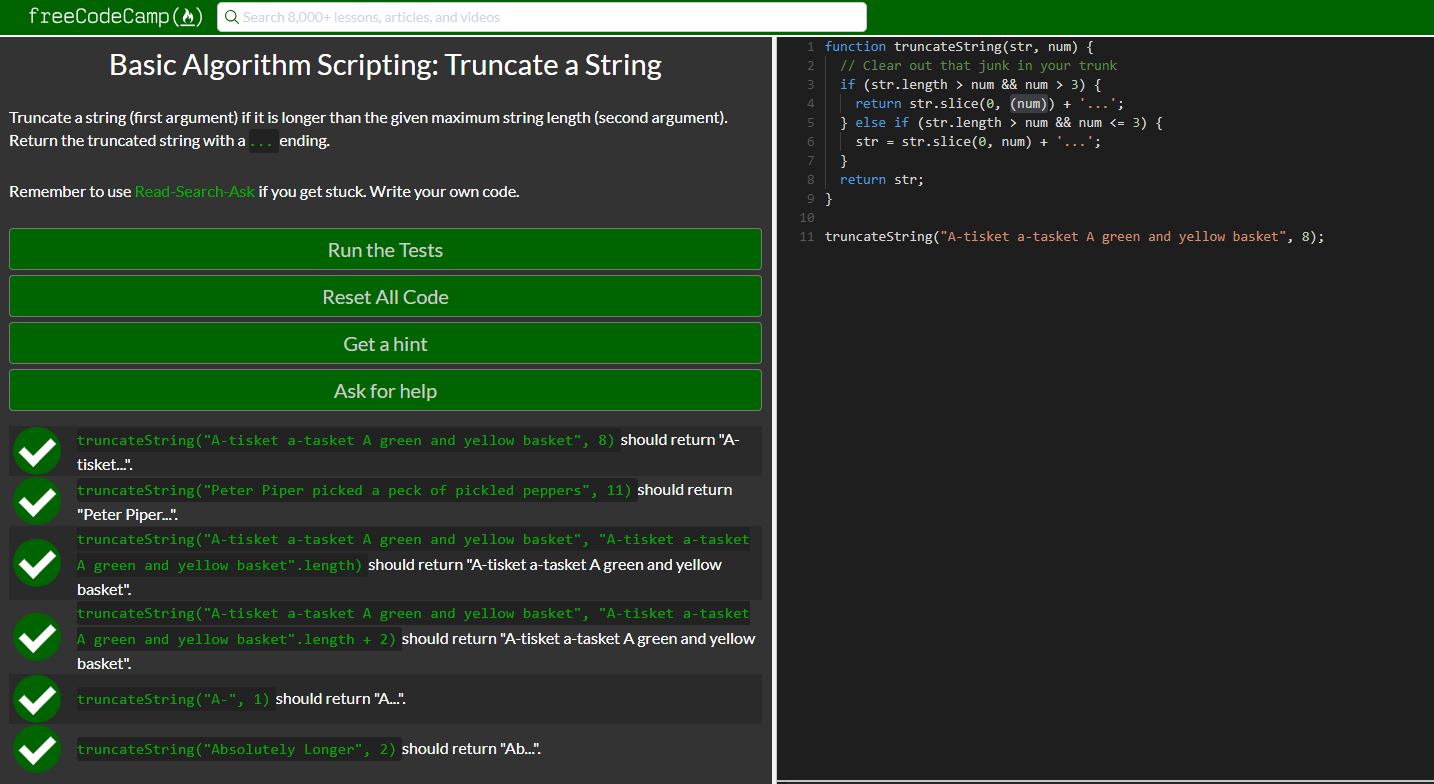 freeCodeCamp(🔥)
Search 8,000+ lessons, articles, and videos
Basic Algorithm Scripting: Truncate a String
Truncate a string (first argument) if it is longer than the given maximum string length (second argument).
Return the truncated string with a ... ending.
Remember to use Read-Search-Ask if you get stuck. Write your own code.
Run the Tests
Reset All Code
Get a hint
Ask for help
truncateString("A-tisket a-tasket A green and yellow basket", 8) should return "A-
tisket...".
truncateString("Peter Piper picked a peck of pickled peppers", 11) should return
"Peter Piper...".
truncateString("A-tisket a-tasket A green and yellow basket", "A-tisket a-tasket
A green and yellow basket".length) should return "A-tisket a-tasket A green and yellow
basket".
truncateString("A-tisket a-tasket A green and yellow basket", "A-tisket a-tasket
A green and yellow basket".length + 2) should return "A-tisket a-tasket A green and yellow
basket".
truncateString("A-", 1) should return "A...".
truncateString("Absolutely Longer", 2) should return "Ab...".
1 function truncateString(str, num) {
2 // Clear out that junk in your trunk
3 if (str.length > num && num > 3) {
4 return str.slice(0, (num)) + '...';
5 } else if (str.length > num && num <= 3) {
6 str = str.slice(0, num) + '...';
7 }
8 return str;
9 }
10
11 truncateString("A-tisket a-tasket A green and yellow basket", 8);